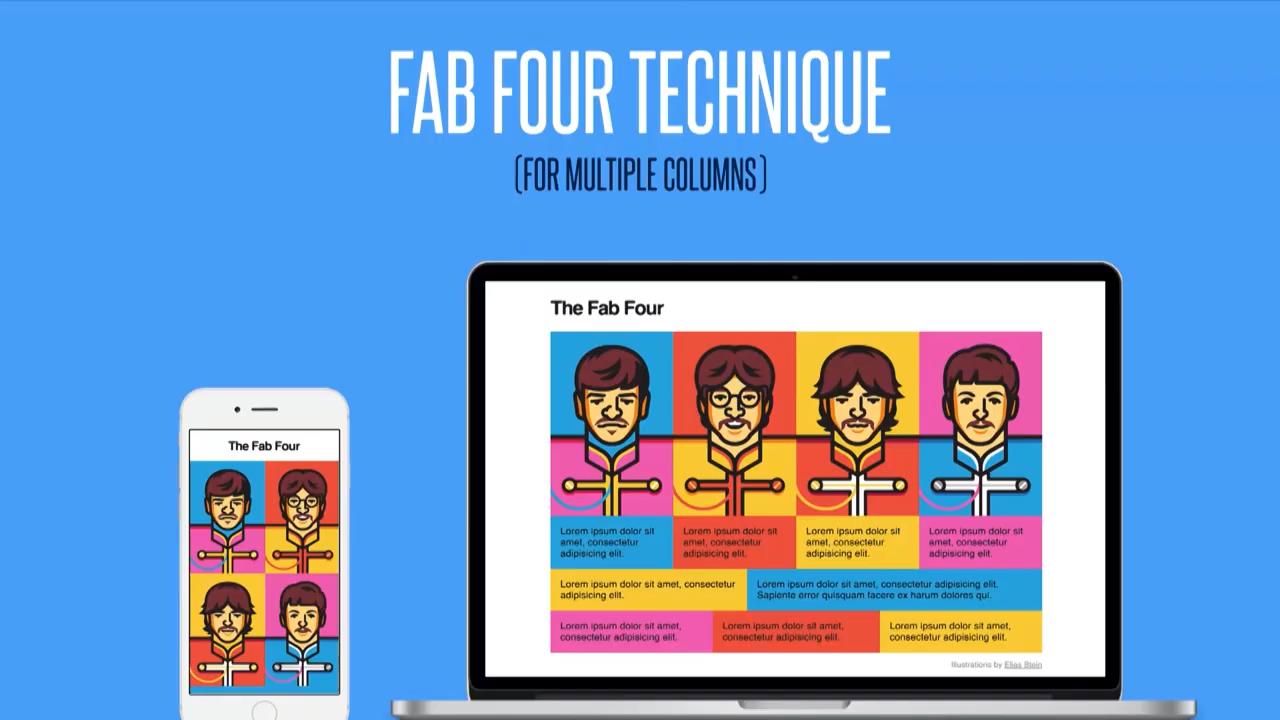 FAB FOUR TECHNIQUE
(FOR MULTIPLE COLUMNS)
The Fab Four
The Fab Four
Lorem ipsum dolor sit
amet, consectetur
adipisicing elit.
Lorem ipsum dolor sit
amet, consectetur
adipisicing elit.
Lorem ipsum dolor sit
amet, consectetur
adipisicing elit.
Lorem ipsum dolor sit
amet, consectetur
adipisicing elit.
Lorem ipsum dolor sit amet, consectetur
adipisicing elit.
Lorem ipsum dolor sit amet, consectetur adipisicing elit.
Sapiente error quisquam facere ex harum dolores qui.
Lorem ipsum dolor sit amet,
consectetur adipisicing elit.
Lorem ipsum dolor sit amet,
consectetur adipisicing elit.
Lorem ipsum dolor sit amet,
consectetur adipisicing elit.
Illustrations by Elias Stein